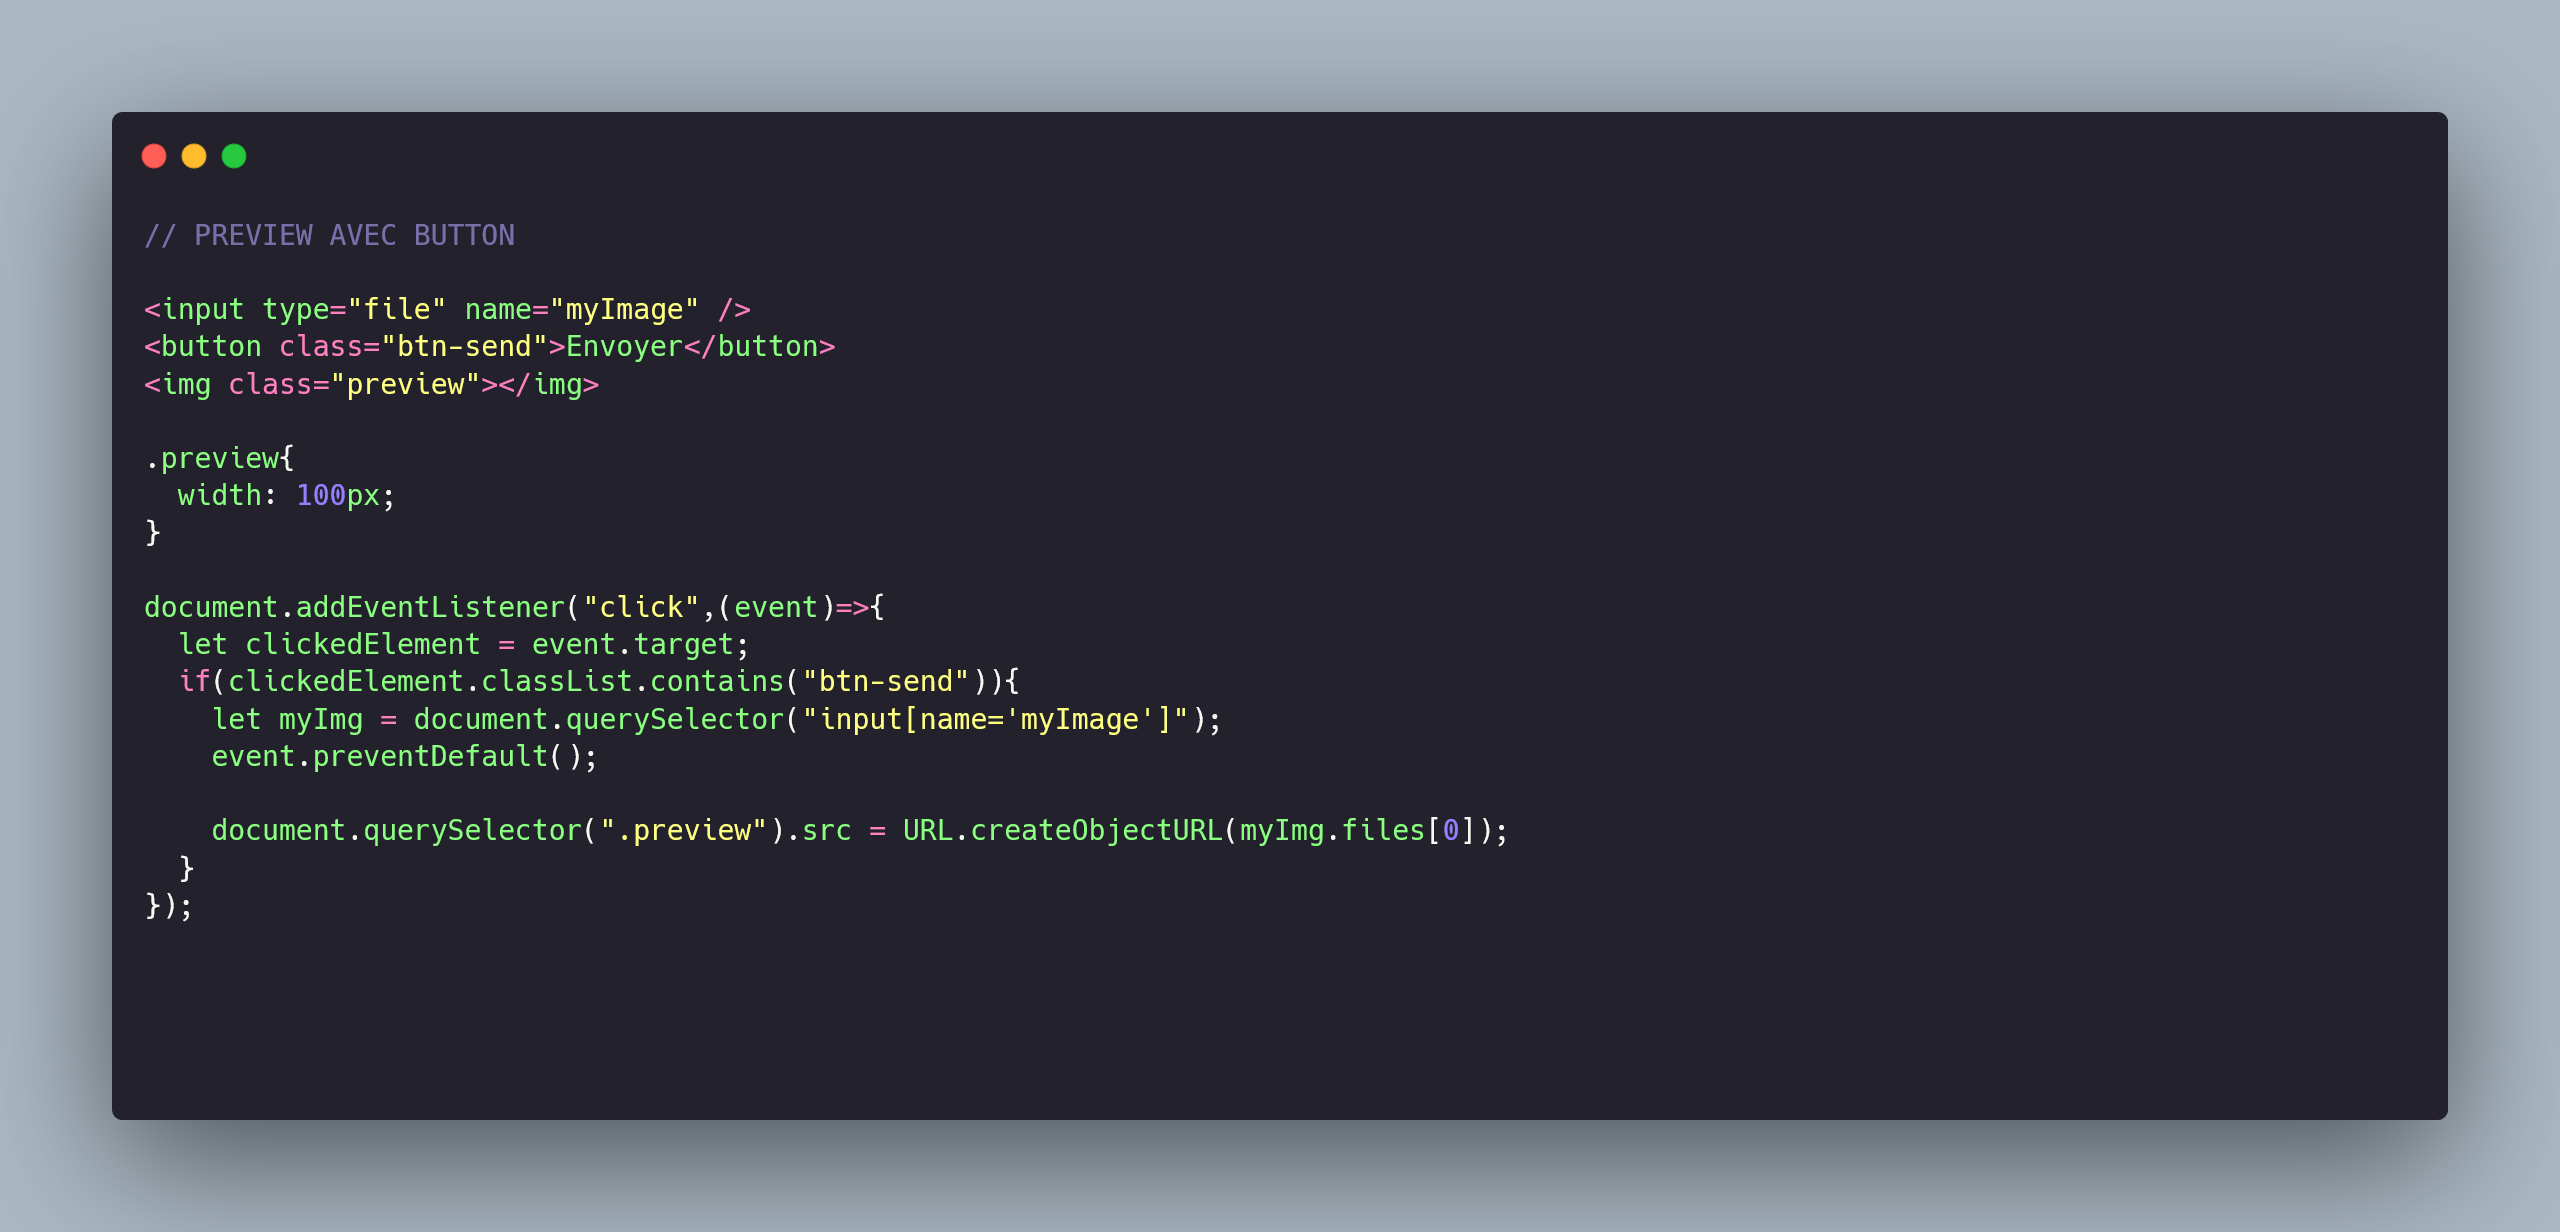 // PREVIEW AVEC BUTTON
<input type="file" name="myImage" />
<button class="btn-send">Envoyer</button>
<img class="preview"></img>
.preview{
  width: 100px;
}
document.addEventListener("click",(event)=>{
  let clickedElement = event.target;
  if(clickedElement.classList.contains("btn-send")){
    let myImg = document.querySelector("input[name='myImage']");
    event.preventDefault();
    document.querySelector(".preview").src = URL.createObjectURL(myImg.files[0]);
  }
});